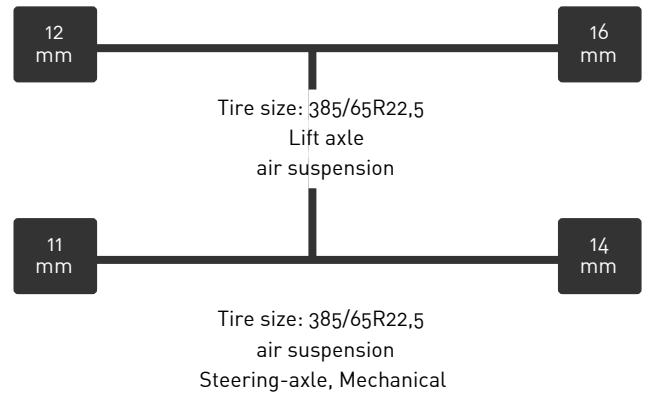 12
mm
16
mm
Tire size: 385/65R22,5
Lift axle
air suspension
11
mm
14
mm
Tire size: 385/65R22,5
air suspension
Steering-axle, Mechanical